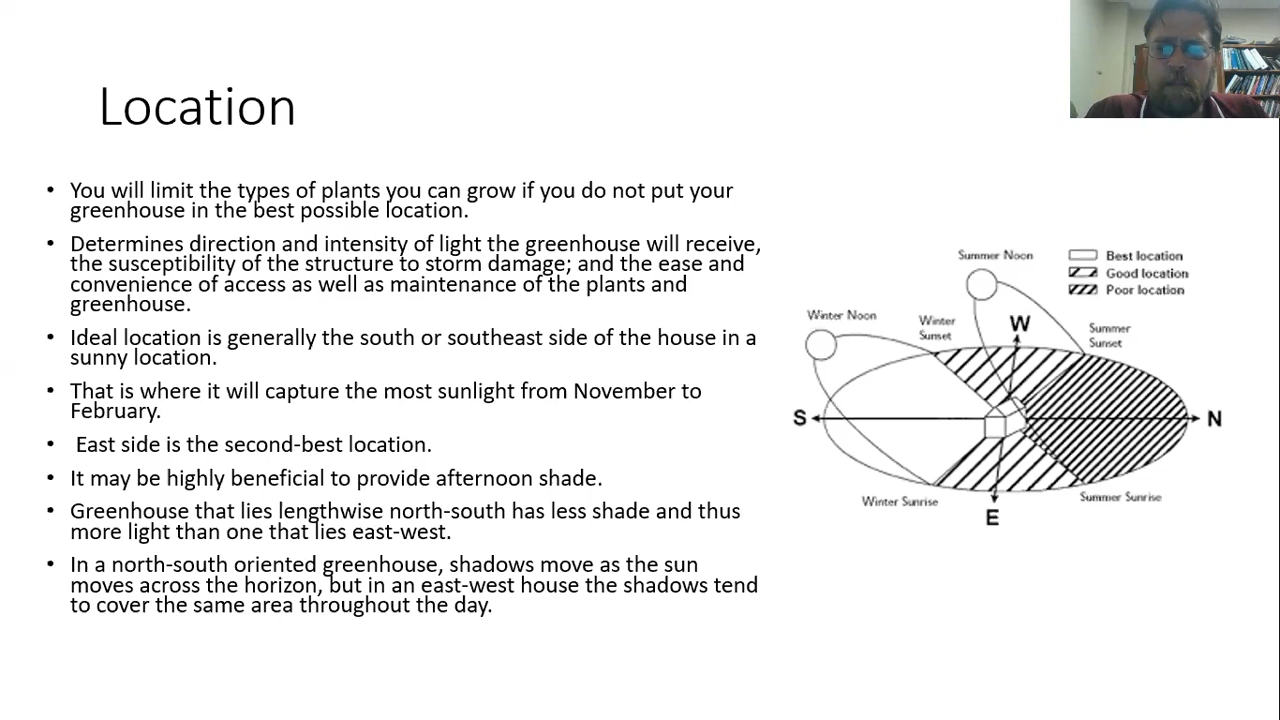 Location
• You will limit the types of plants you can grow if you do not put your
greenhouse in the best possible location.
• Determines direction and intensity of light the greenhouse will receive,
the susceptibility of the structure to storm damage; and the ease and
convenience of access as well as maintenance of the plants and
greenhouse.
• Ideal location is generally the south or southeast side of the house in a
sunny location.
• That is where it will capture the most sunlight from November to
February.
• East side is the second-best location.
• It may be highly beneficial to provide afternoon shade.
• Greenhouse that lies lengthwise north-south has less shade and thus
more light than one that lies east-west.
• In a north-south oriented greenhouse, shadows move as the sun
moves across the horizon, but in an east-west house the shadows tend
to cover the same area throughout the day.
Summer Noon
Best location
Good location
Poor location
Winter Noon
Winter
Sunset
W
Summer
Sunset
S
N
Winter Sunrise
Summer Sunrise
E